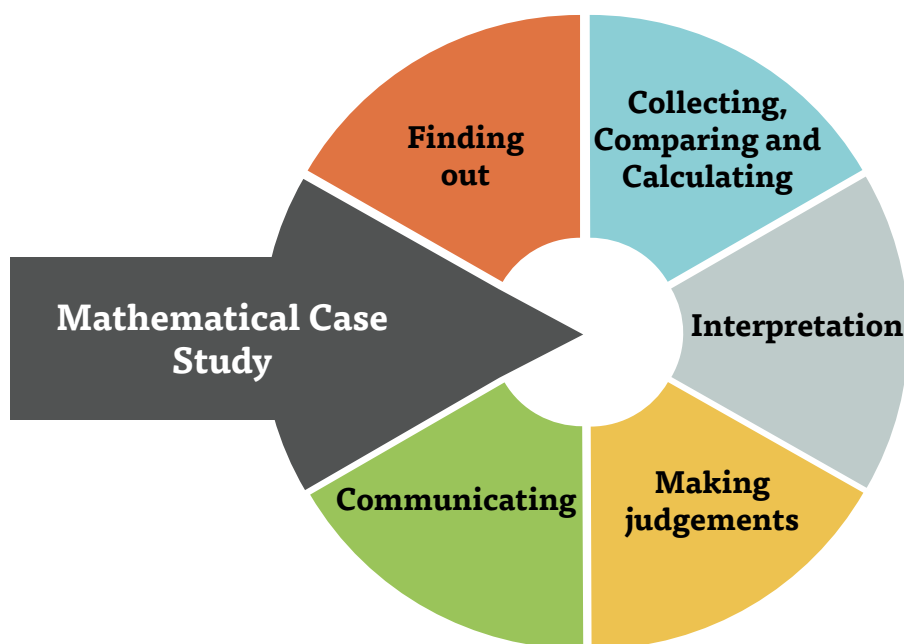 Finding
out
Collecting,
Comparing and
Calculating
Mathematical Case
Study
Interpretation
Communicating
Making
judgements